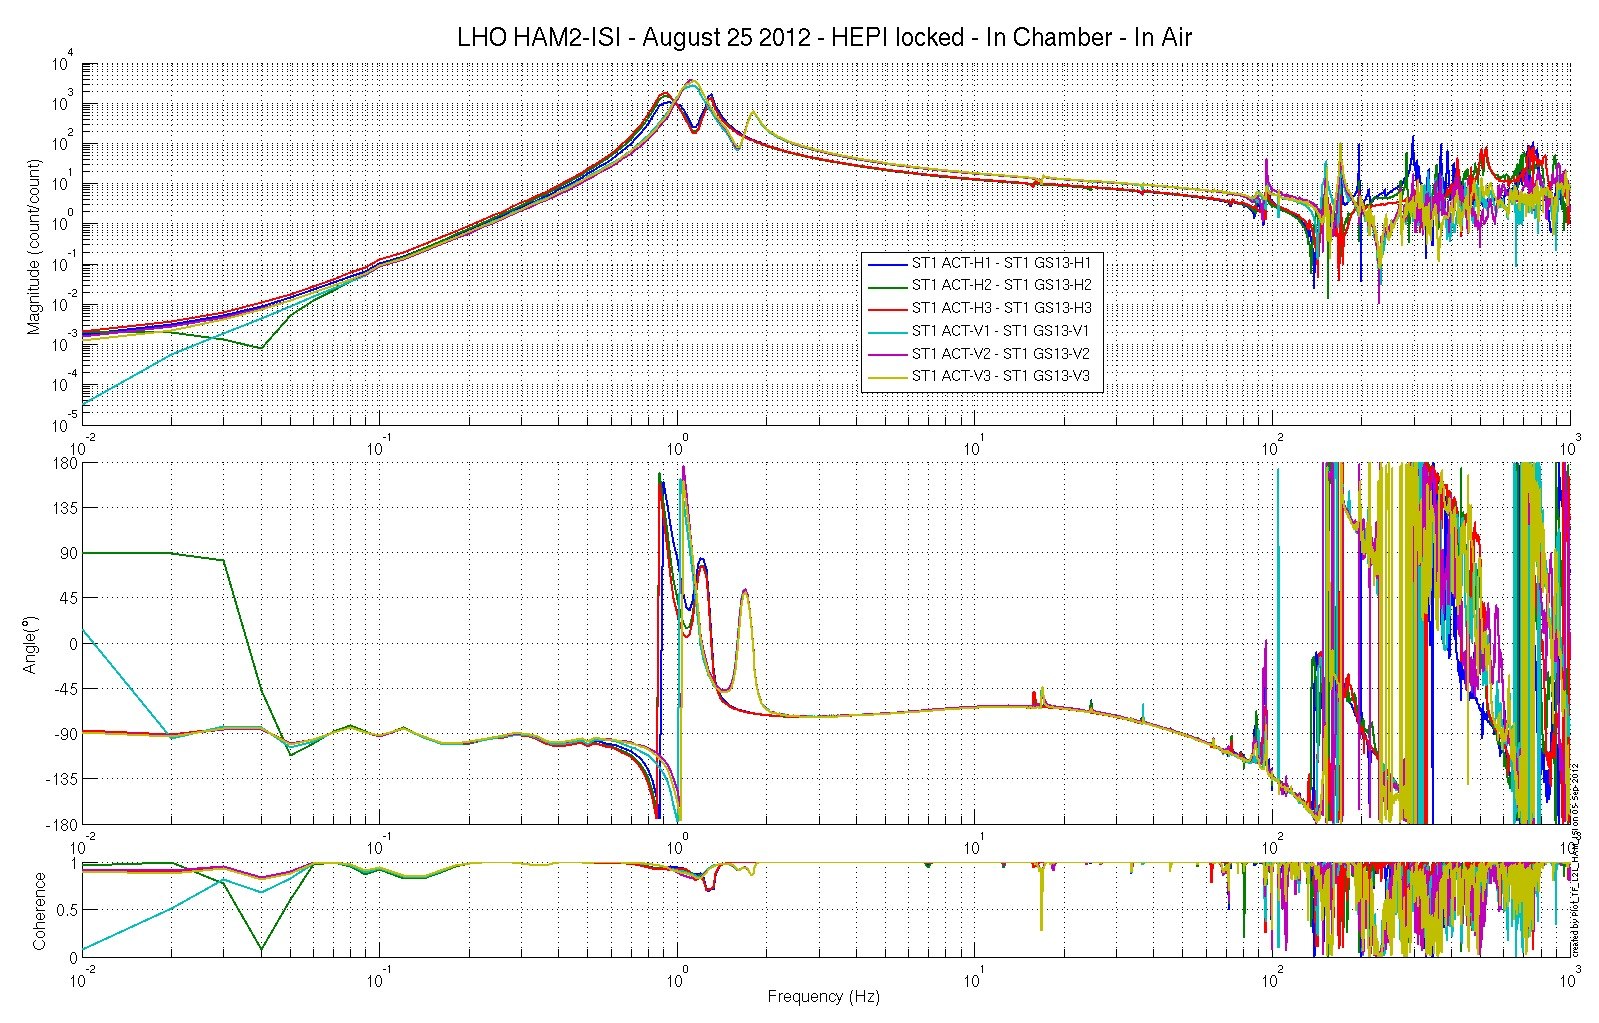 LHO HAM2-ISI - August 25 2012 - HEPI locked - In Chamber - In Air
Magnitude (count/count)
10^4
10^3
10^2
10^1
10^0
10^-1
10^-2
10^-3
10^-3
10^-4
10^-5
ST1 ACT-H1 - ST1 GS13-H1
ST1 ACT-H2 - ST1 GS13-H2
ST1 ACT-H3 - ST1 GS13-H3
ST1 ACT-V1 - ST1 GS13-V1
ST1 ACT-V2 - ST1 GS13-V2
ST1 ACT-V3 - ST1 GS13-V3
10^-2 10^-1 10^0 10^1 10^2 10^3
Angle(°)
180
135
90
45
0
-45
-90
-135
-180
10^-2 10^-1 10^0 10^1 10^2 10^3
Coherence
1
0.5
0
10^-2 10^-1 10^0 10^1 10^2 10^3
Frequency (Hz)